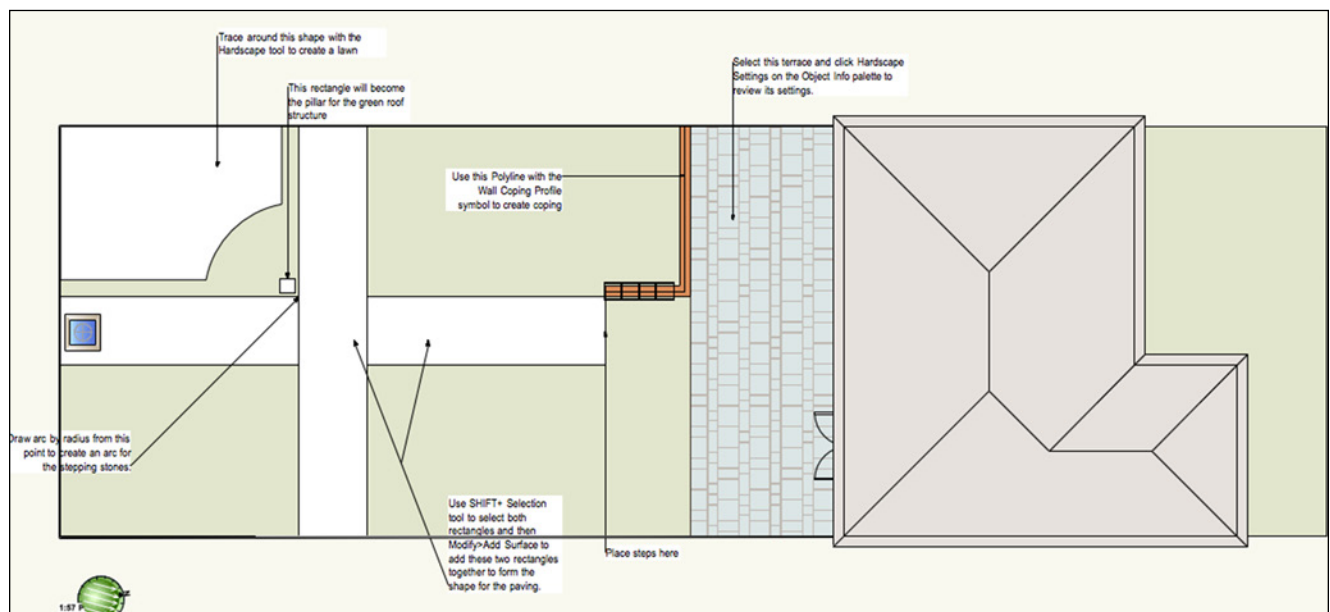 Trace around this shape with the
Hardscape tool to create a lawn
This rectangle will become
the pillar for the green roof
structure
Select this terrace and click Hardscape
Settings on the Object Info palette to
review its settings.
Use this Polyline with the
Wall Coping Profile
symbol to create coping
Draw arc by radius from this
point to create an arc for
the stepping stones.
Use SHIFT+ Selection
tool to select both
rectangles and then
Modify>Add Surface to
add these two rectangles
together to form the
shape for the paving.
Place steps here
1:57 P
N